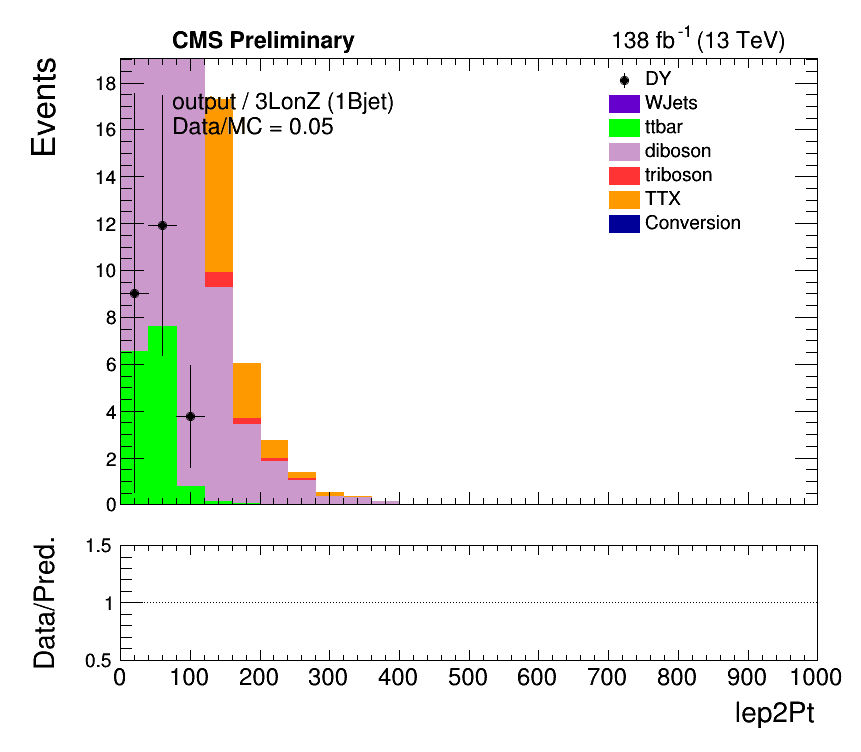 CMS Preliminary
138 fb-1 (13 TeV)
Events
output / 3LonZ (1Bjet)
Data/MC = 0.05
DY
WJets
ttbar
diboson
triboson
TTX
Conversion
18
16
14
12
10
8
6
4
2
0
Data/Pred.
1.5
1
0.5
0 100 200 300 400 500 600 700 800 900 1000
lep2Pt